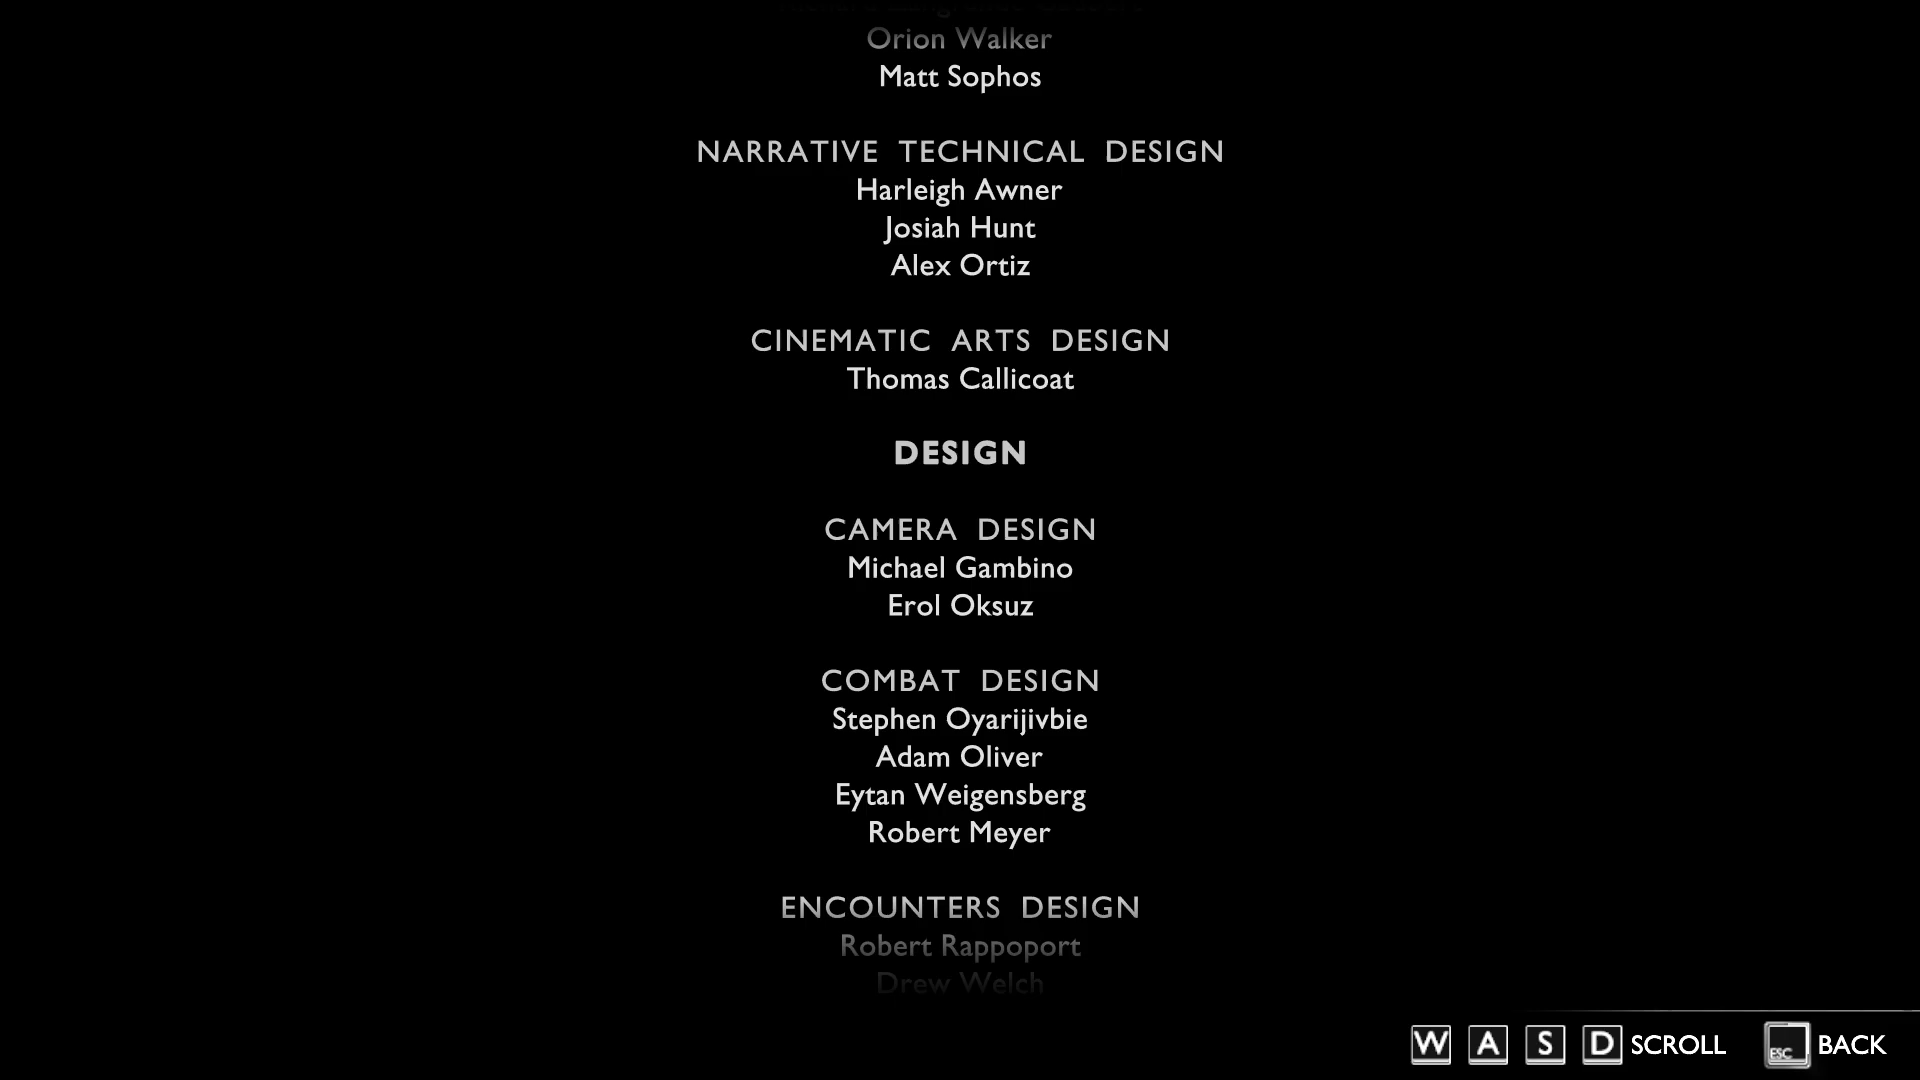 Orion Walker
Matt Sophos
NARRATIVE TECHNICAL DESIGN
Harleigh Awner
Josiah Hunt
Alex Ortiz
CINEMATIC ARTS DESIGN
Thomas Callicoat
DESIGN
CAMERA DESIGN
Michael Gambino
Erol Oksuz
COMBAT DESIGN
Stephen Oyarijivbie
Adam Oliver
Eytan Weigensberg
Robert Meyer
ENCOUNTERS DESIGN
Robert Rappoport
Drew Welch
W A S D SCROLL ESC BACK